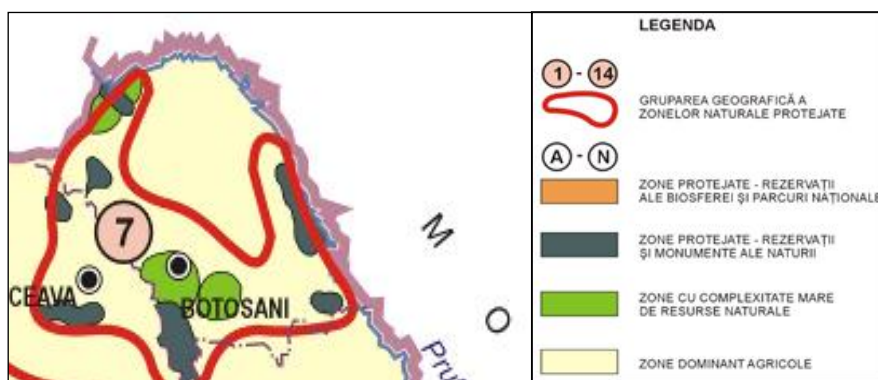 7
CEAVA
BOTOSANI
M
O
Pru
LEGENDA
1 - 14
GRUPAREA GEOGRAFICĂ A
ZONELOR NATURALE PROTEJATE
A - N
ZONE PROTEJATE - REZERVAȚII
ALE BIOSFEREI ȘI PARCURI NAȚIONALE
ZONE PROTEJATE - REZERVAȚII
ȘI MONUMENTE ALE NATURII
ZONE CU COMPLEXITATE MARE
DE RESURSE NATURALE
ZONE DOMINANT AGRICOLE